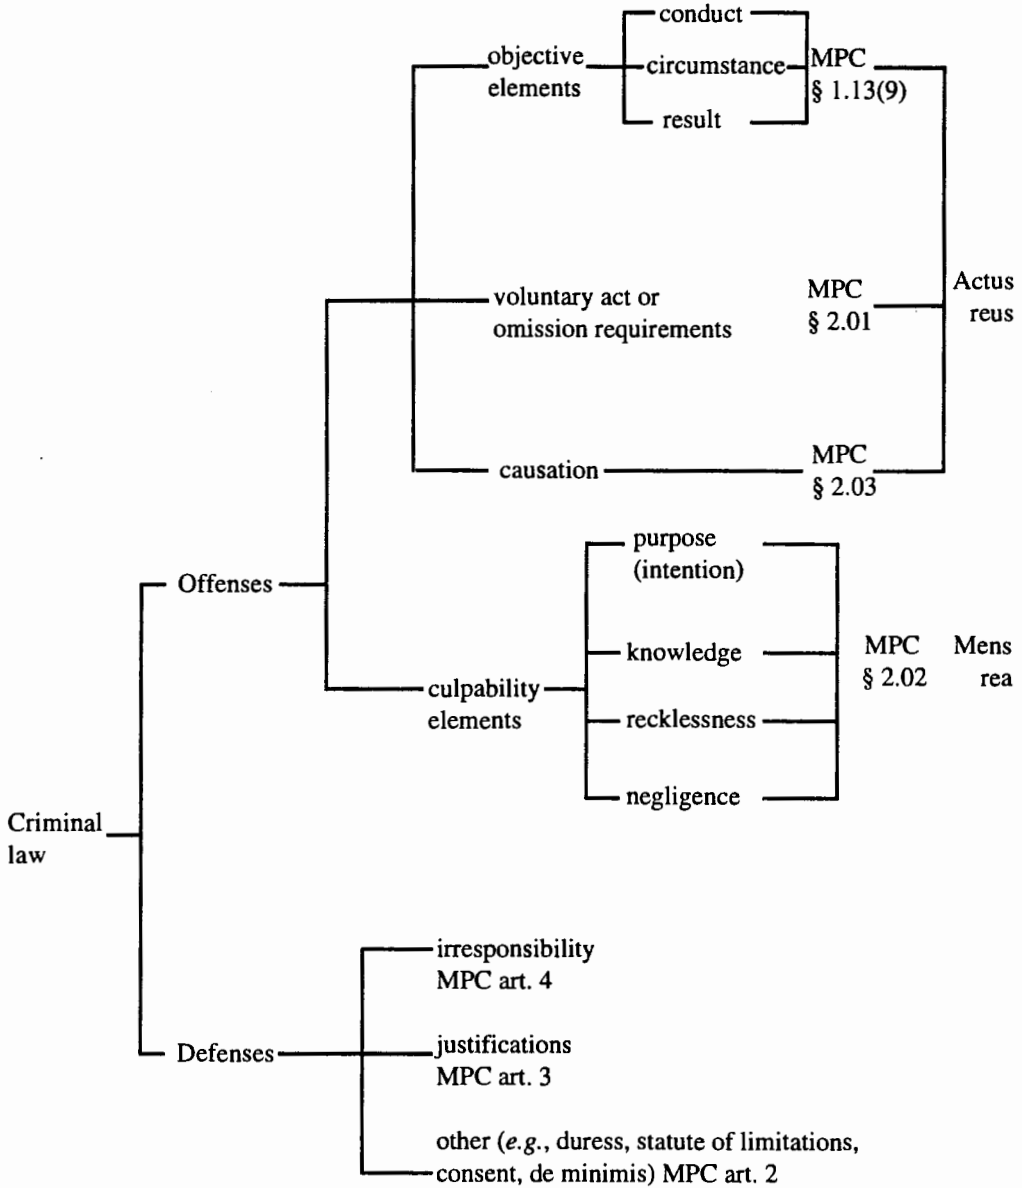 conduct
objective
elements
circumstance
MPC
§ 1.13(9)
result
voluntary act or
omission requirements
MPC
§ 2.01
Actus
reus
causation
MPC
§ 2.03
Offenses
culpability
elements
purpose
(intention)
knowledge
recklessness
negligence
MPC
§ 2.02
Mens
rea
Criminal
law
Defenses
irresponsibility
MPC art. 4
justifications
MPC art. 3
other (e.g., duress, statute of limitations,
consent, de minimis) MPC art. 2